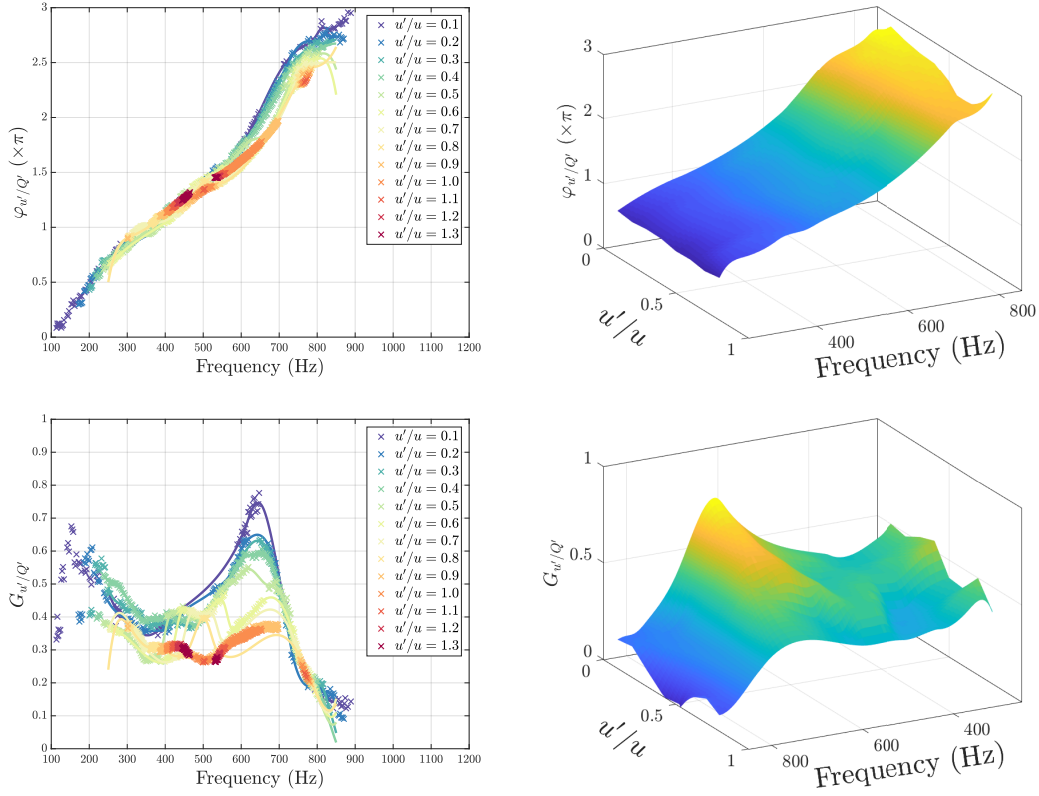 3
2.5
2
1.5
1
0.5
0
φu′/Q′ (×π)
100 200 300 400 500 600 700 800 900 1000 1100 1200
Frequency (Hz)
u′/u = 0.1
u′/u = 0.2
u′/u = 0.3
u′/u = 0.4
u′/u = 0.5
u′/u = 0.6
u′/u = 0.7
u′/u = 0.8
u′/u = 0.9
u′/u = 1.0
u′/u = 1.1
u′/u = 1.2
u′/u = 1.3
3
2
1
0
φu′/Q′ (×π)
0
0.5
1
u′/u
400 600 800
Frequency (Hz)
1
0.9
0.8
0.7
0.6
0.5
0.4
0.3
0.2
0.1
0
Gu′/Q′
100 200 300 400 500 600 700 800 900 1000 1100 1200
Frequency (Hz)
u′/u = 0.1
u′/u = 0.2
u′/u = 0.3
u′/u = 0.4
u′/u = 0.5
u′/u = 0.6
u′/u = 0.7
u′/u = 0.8
u′/u = 0.9
u′/u = 1.0
u′/u = 1.1
u′/u = 1.2
u′/u = 1.3
1
0.5
0
Gu′/Q′
0
0.5
1
u′/u
800 600 400
Frequency (Hz)